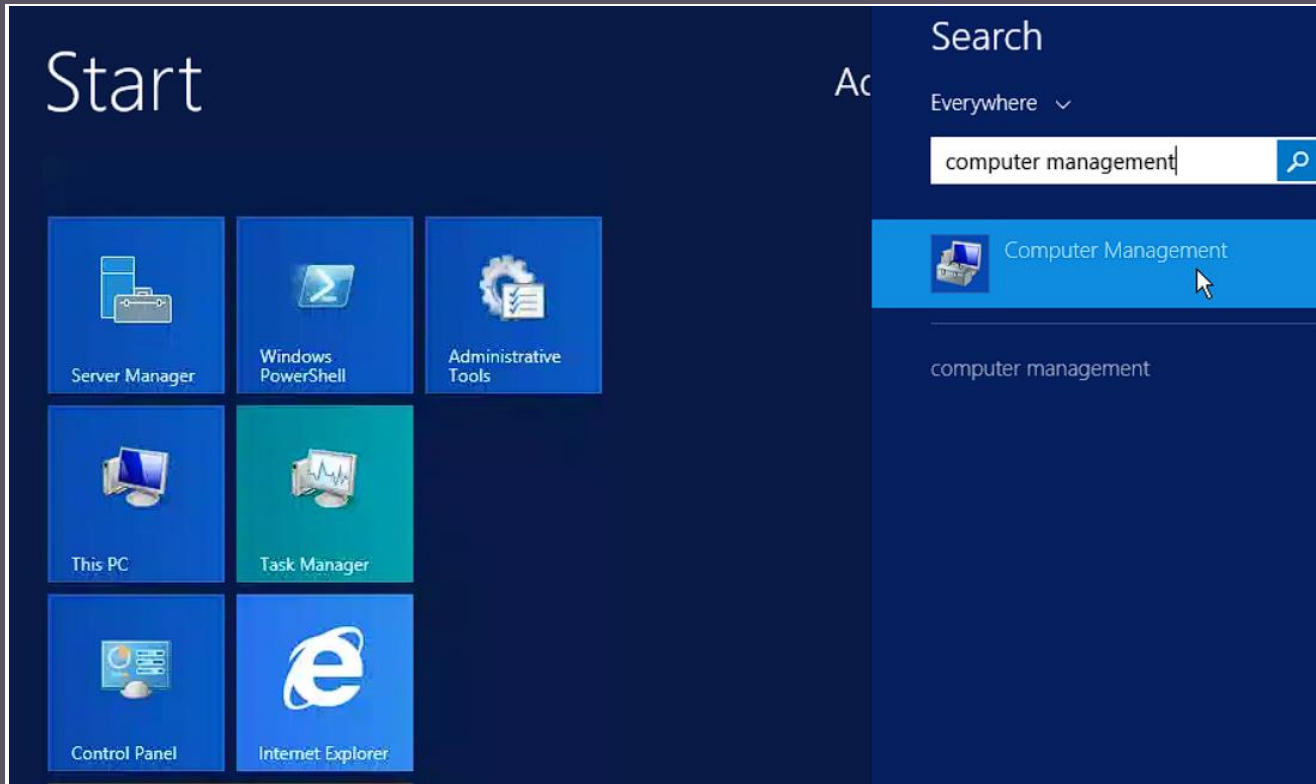 Start
Ad
Server Manager
Windows
PowerShell
Administrative
Tools
This PC
Task Manager
Control Panel
Internet Explorer
Search
Everywhere
computer management
Computer Management
computer management